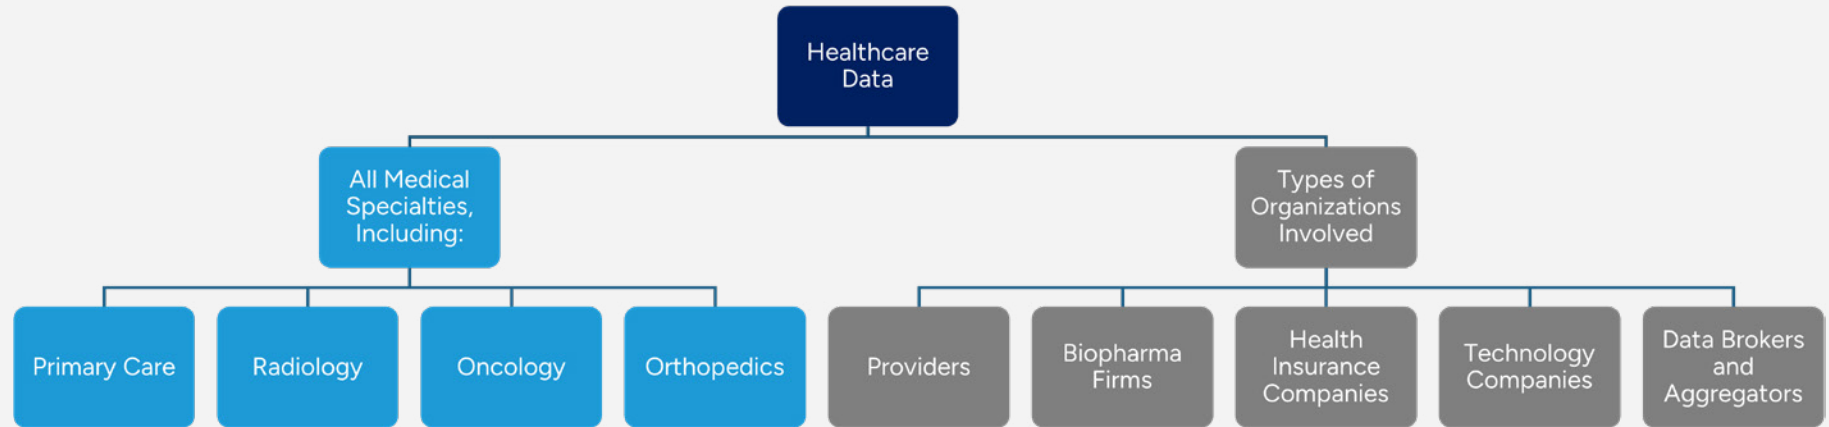 Healthcare
Data
All Medical
Specialties,
Including:
Types of
Organizations
Involved
Primary Care
Radiology
Oncology
Orthopedics
Providers
Biopharma
Firms
Health
Insurance
Companies
Technology
Companies
Data Brokers
and
Aggregators